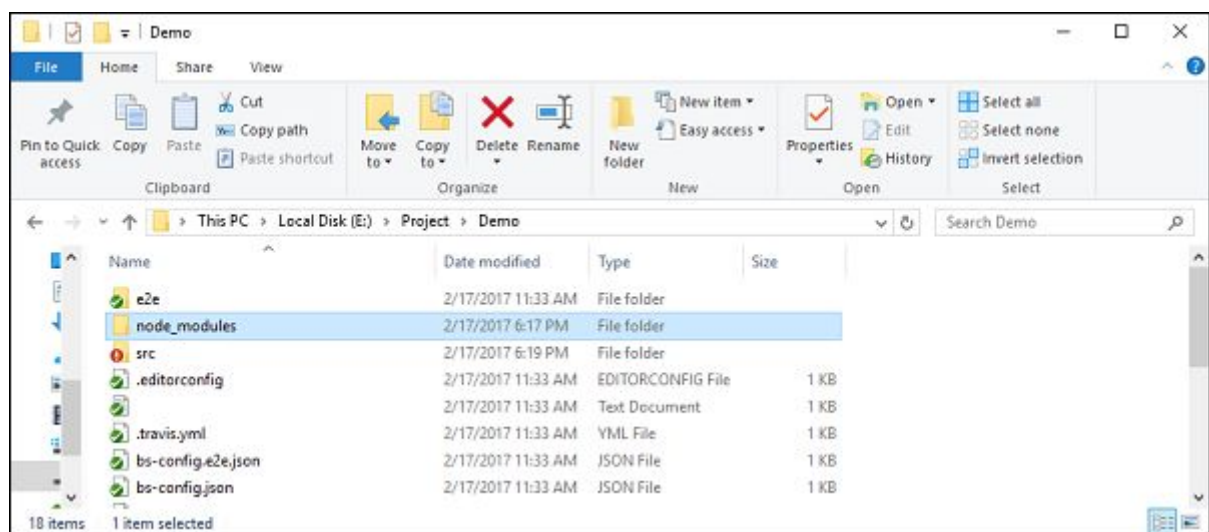 Demo
File Home Share View
Pin to Quick access
Copy
Paste
Cut
Copy path
Paste shortcut
Clipboard
Move to
Copy to
Delete
Rename
Organize
New folder
New item
Easy access
New
Properties
Open
Edit
History
Open
Select all
Select none
Invert selection
Select
This PC > Local Disk (E:) > Project > Demo
Search Demo
Name Date modified Type Size
e2e 2/17/2017 11:33 AM File folder
node_modules 2/17/2017 6:17 PM File folder
src 2/17/2017 6:19 PM File folder
.editorconfig 2/17/2017 11:33 AM EDITORCONFIG File 1 KB
2/17/2017 11:33 AM Text Document 1 KB
.travis.yml 2/17/2017 11:33 AM YML File 1 KB
bs-config.e2e.json 2/17/2017 11:33 AM JSON File 1 KB
bs-config.json 2/17/2017 11:33 AM JSON File 1 KB
18 items 1 item selected